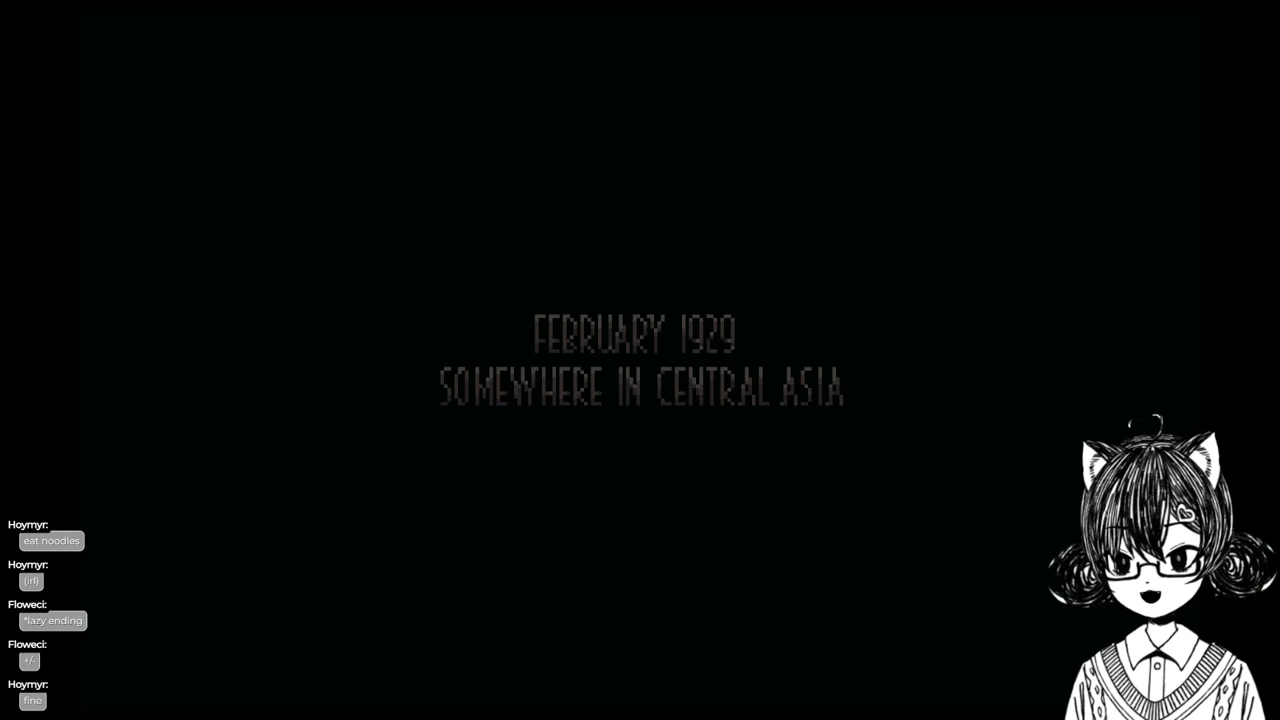 FEBRUARY 1929
SOMEWHERE IN CENTRAL ASIA
Hoymyr:
eat noodles
Hoymyr:
(irl)
Floweci:
*lazy ending
Floweci:
+/-
Hoymyr:
fine